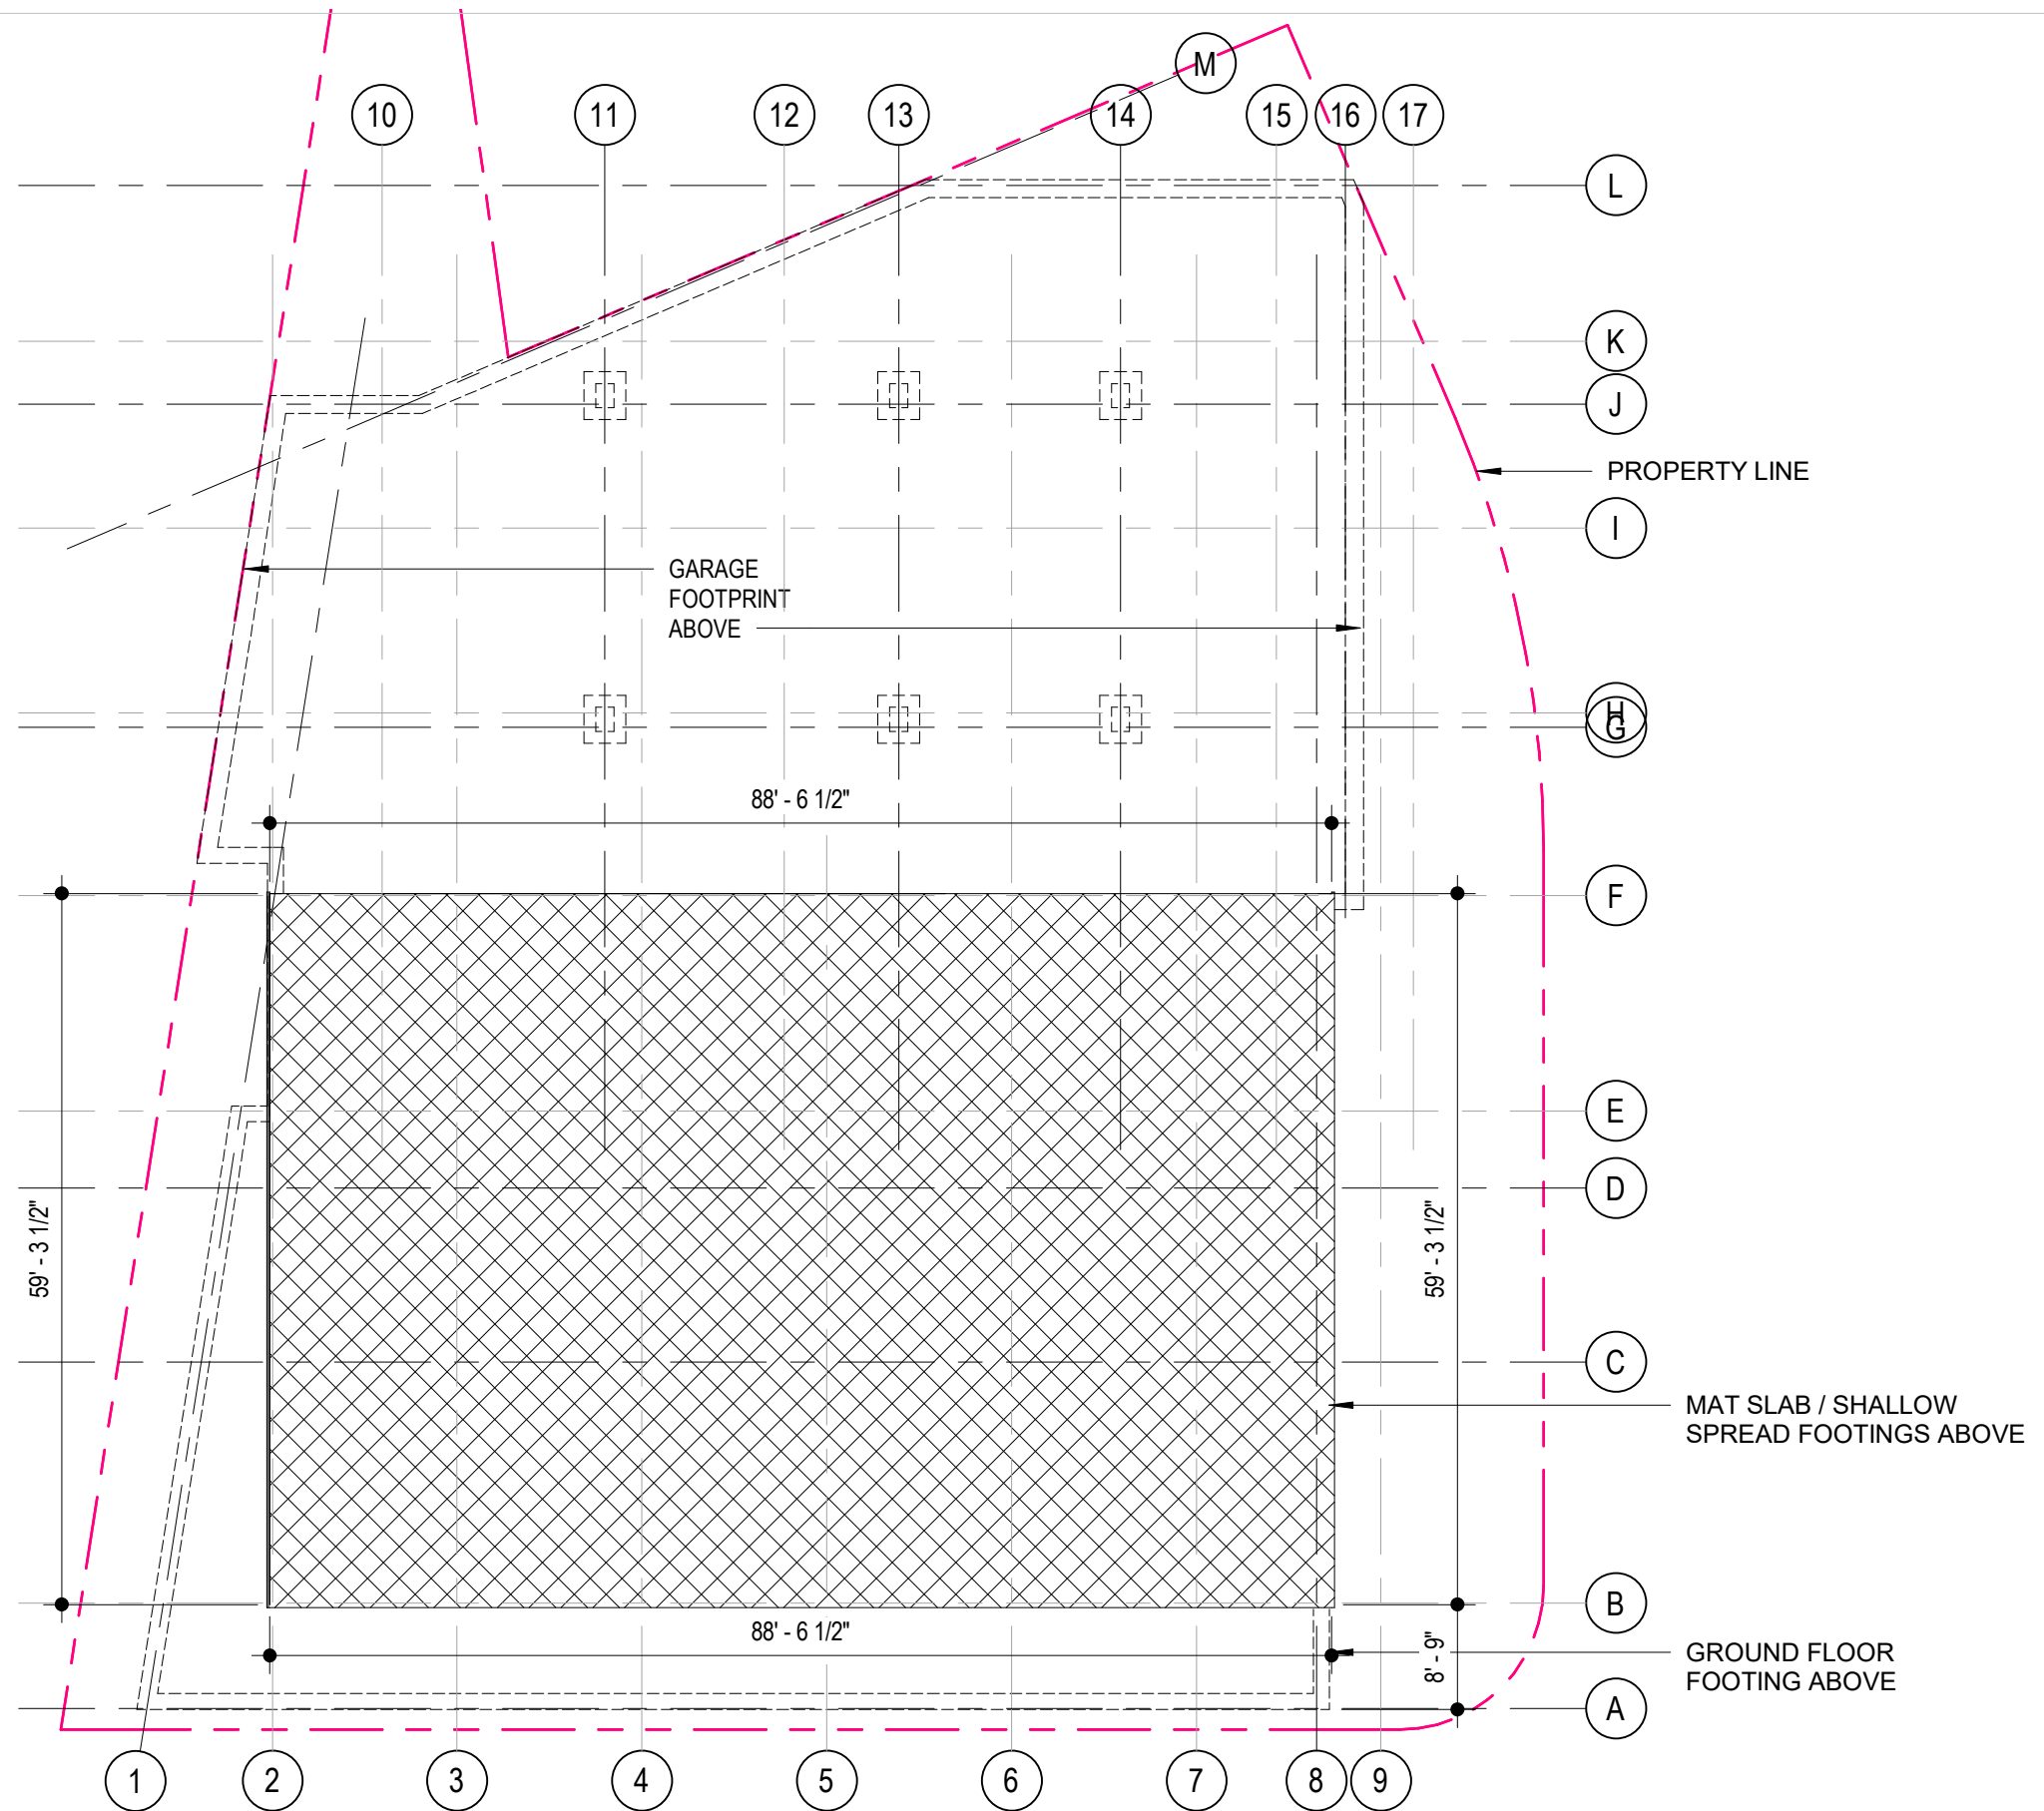 M
10
11
12
13
14
15
16
17
L
K
J
PROPERTY LINE
I
GARAGE
FOOTPRINT
ABOVE
H
G
88' - 6 1/2"
F
E
D
59' - 3 1/2"
59' - 3 1/2"
C
MAT SLAB / SHALLOW
SPREAD FOOTINGS ABOVE
B
88' - 6 1/2"
8' - 9"
GROUND FLOOR
FOOTING ABOVE
A
1
2
3
4
5
6
7
8
9